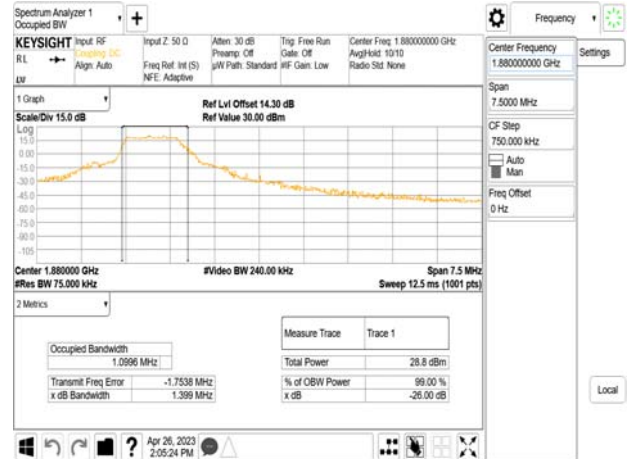 Spectrum Analyzer 1
Occupied BW
Frequency
KEYSIGHT
RL
Input: RF
Coupling: DC
Align: Auto
Input Z: 50 Ω
Freq Ref: Int (S)
NFE: Adaptive
Atten: 30 dB
Preamp: Off
µW Path: Standard
Trig: Free Run
Gate: Off
#IF Gain: Low
Center Freq: 1.880000000 GHz
Avg|Hold: 10/10
Radio Std: None
Center Frequency
1.880000000 GHz
Settings
Span
7.5000 MHz
CF Step
750.000 kHz
Auto
Man
Freq Offset
0 Hz
Local
1 Graph
Scale/Div 15.0 dB
Ref Lvl Offset 14.30 dB
Ref Value 30.00 dBm
Log
15.0
0.00
-15.0
-30.0
-45.0
-60.0
-75.0
-90.0
-105
Center 1.880000 GHz
#Video BW 240.00 kHz
Span 7.5 MHz
#Res BW 75.000 kHz
Sweep 12.5 ms (1001 pts)
2 Metrics
Measure Trace
Trace 1
Occupied Bandwidth
1.0996 MHz
Total Power
28.8 dBm
Transmit Freq Error
-1.7538 MHz
% of OBW Power
99.00 %
x dB Bandwidth
1.399 MHz
x dB
-26.00 dB
?
Apr 26, 2023
2:05:24 PM